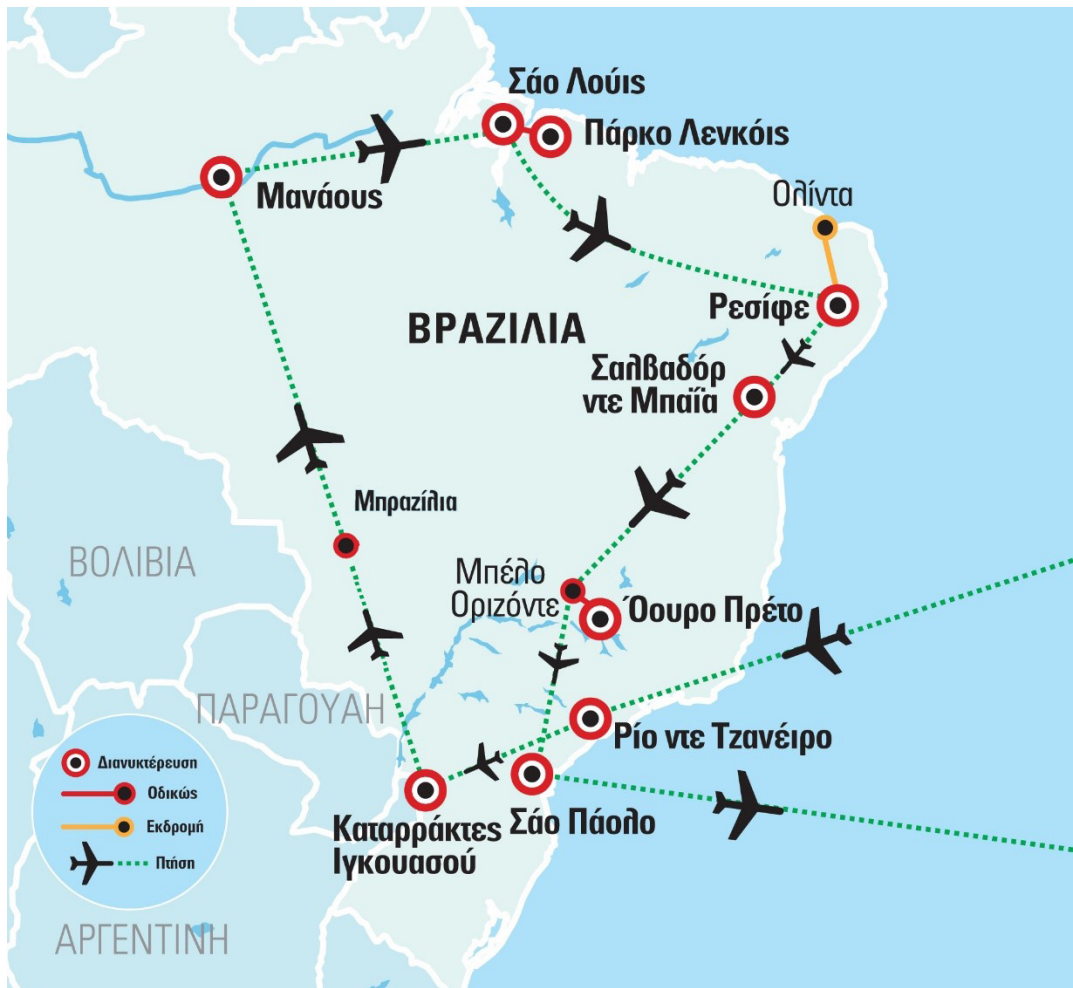 Σάο Λούις
Πάρκο Λενκόις
Μανάους
Ολίντα
Ρεσίφε
ΒΡΑΖΙΛΙΑ
Σαλβαδόρ
ντε Μπαΐα
Μπραζίλια
ΒΟΛΙΒΙΑ
Μπέλο
Οριζόντε
Όουρο Πρέτο
ΠΑΡΑΓΟΥΑΗ
Ρίο ντε Τζανέιρο
Διανυκτέρευση
Οδικώς
Εκδρομή
Πτήση
Καταρράκτες
Ιγκουασού
Σάο Πάολο
ΑΡΓΕΝΤΙΝΗ